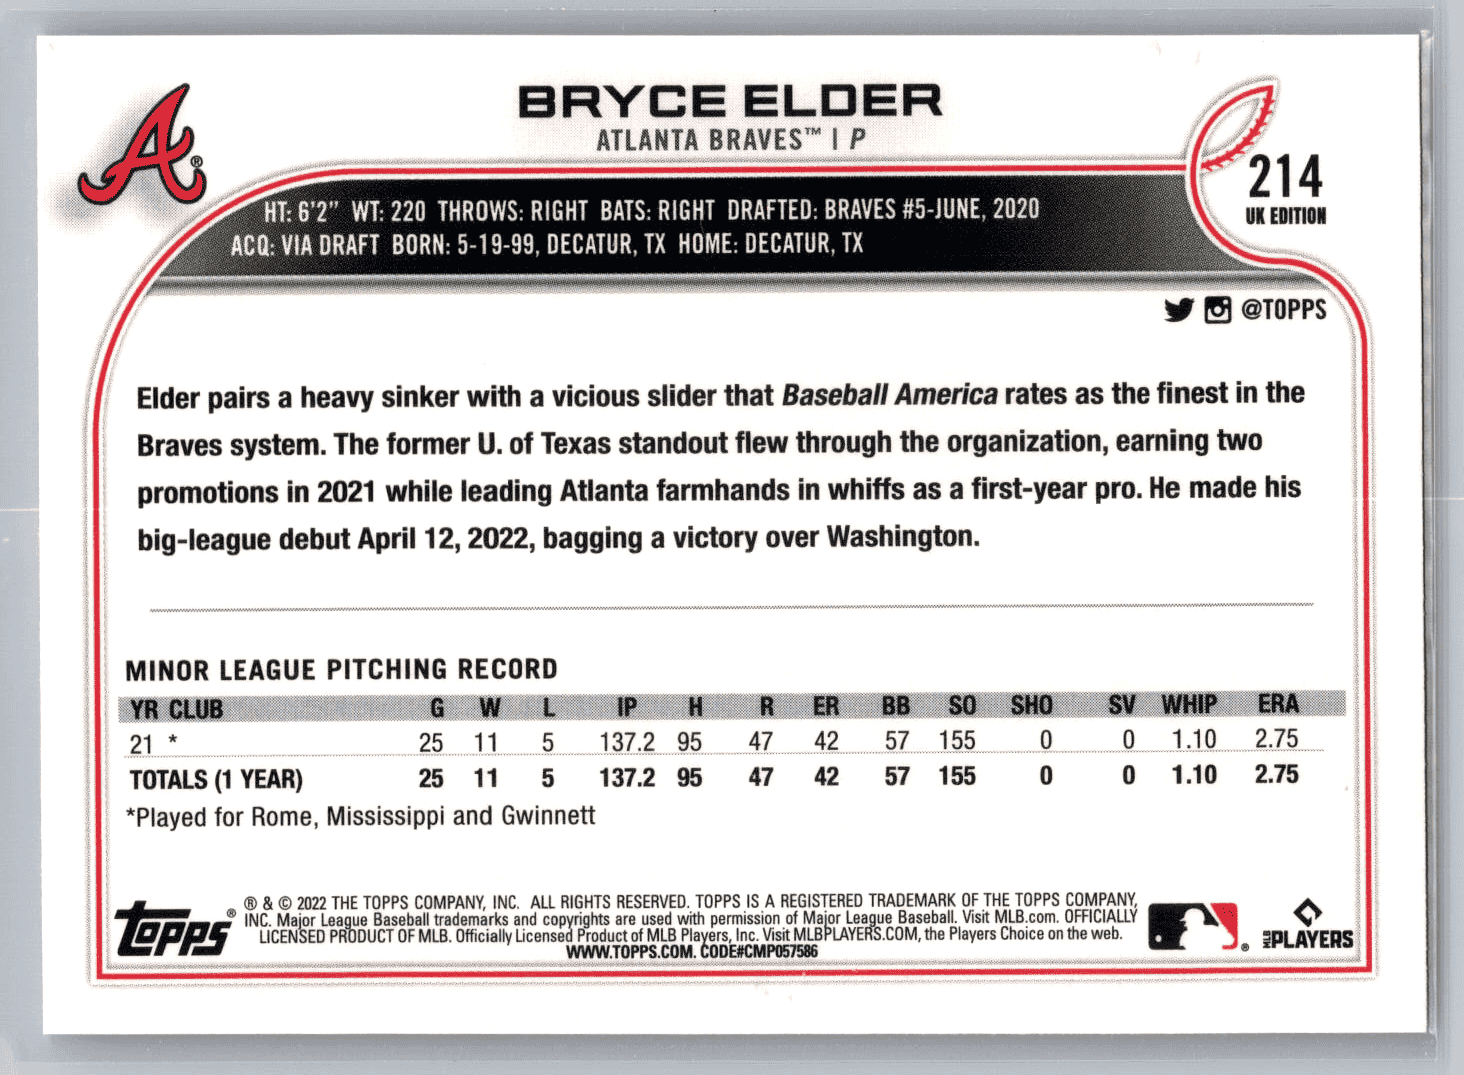 A®
BRYCE ELDER
ATLANTA BRAVES™ | P
214
UK EDITION
HT: 6'2" WT: 220 THROWS: RIGHT BATS: RIGHT DRAFTED: BRAVES #5-JUNE, 2020
ACQ: VIA DRAFT BORN: 5-19-99, DECATUR, TX HOME: DECATUR, TX
@TOPPS
Elder pairs a heavy sinker with a vicious slider that Baseball America rates as the finest in the
Braves system. The former U. of Texas standout flew through the organization, earning two
promotions in 2021 while leading Atlanta farmhands in whiffs as a first-year pro. He made his
big-league debut April 12, 2022, bagging a victory over Washington.
MINOR LEAGUE PITCHING RECORD
YR CLUB G W L IP H R ER BB SO SHO SV WHIP ERA
21 * 25 11 5 137.2 95 47 42 57 155 0 0 1.10 2.75
TOTALS (1 YEAR) 25 11 5 137.2 95 47 42 57 155 0 0 1.10 2.75
*Played for Rome, Mississippi and Gwinnett
TOPPS®
® & © 2022 THE TOPPS COMPANY, INC. ALL RIGHTS RESERVED. TOPPS IS A REGISTERED TRADEMARK OF THE TOPPS COMPANY,
INC. Major League Baseball trademarks and copyrights are used with permission of Major League Baseball. Visit MLB.com. OFFICIALLY
LICENSED PRODUCT OF MLB. Officially Licensed Product of MLB Players, Inc. Visit MLBPLAYERS.COM, the Players Choice on the web.
WWW.TOPPS.COM. CODE#CMP057586
®
MLB PLAYERS